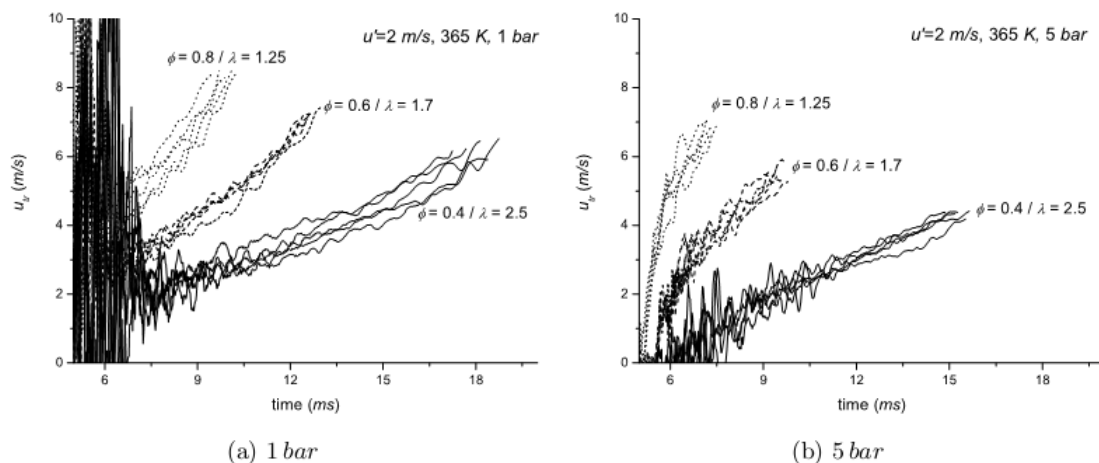 u'=2 m/s, 365 K, 1 bar
ϕ = 0.8 / λ = 1.25
ϕ = 0.6 / λ = 1.7
ϕ = 0.4 / λ = 2.5
10
8
6
4
2
0
u_tr (m/s)
6 9 12 15 18
time (ms)
(a) 1 bar
u'=2 m/s, 365 K, 5 bar
ϕ = 0.8 / λ = 1.25
ϕ = 0.6 / λ = 1.7
ϕ = 0.4 / λ = 2.5
10
8
6
4
2
0
u_tr (m/s)
6 9 12 15 18
time (ms)
(b) 5 bar